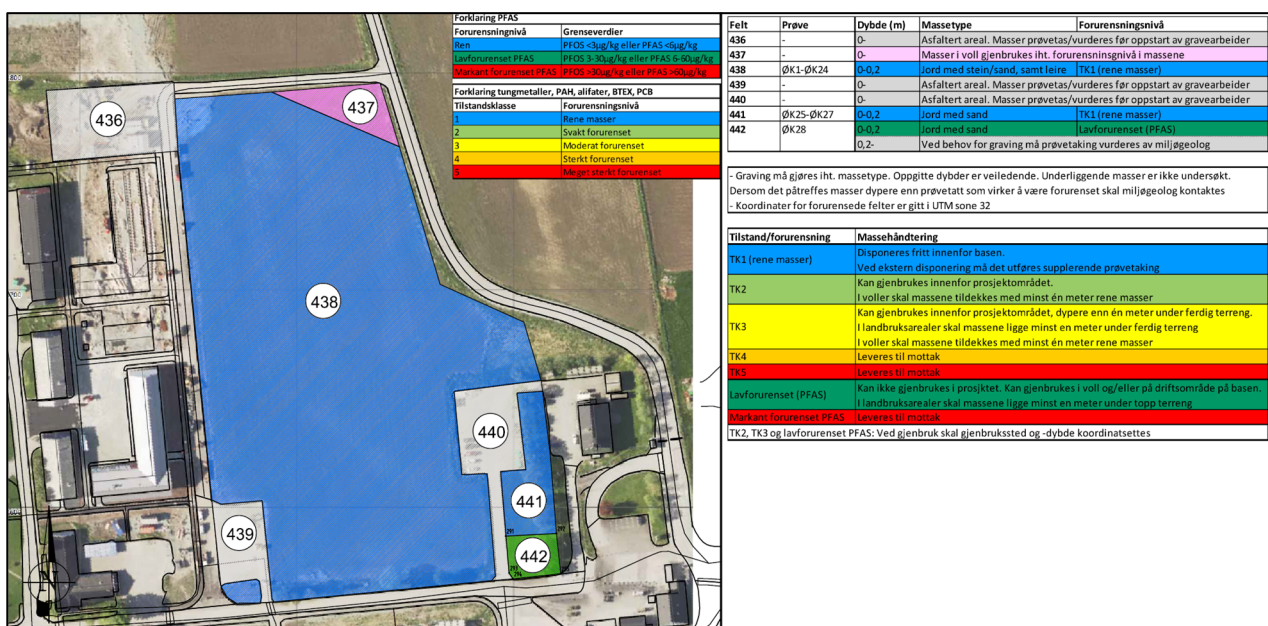 Forklaring PFAS
Forurensningnivå Grenseverdier
Ren PFOS <3µg/kg eller PFAS <6µg/kg
Lavforurenset PFAS PFOS 3-30µg/kg eller PFAS 6-60µg/kg
Markant forurenset PFAS PFOS >30µg/kg eller PFAS >60µg/kg
Forklaring tungmetaller, PAH, alifater, BTEX, PCB
Tilstandsklasse Forurensningsnivå
1 Rene masser
2 Svakt forurenset
3 Moderat forurenset
4 Sterkt forurenset
5 Meget sterkt forurenset
436
437
438
440
441
439
442
291
292
293
294
N
Felt Prøve Dybde (m) Massetype Forurensningsnivå
436 - 0- Asfaltert areal. Masser prøvetas/vurderes før oppstart av gravearbeider
437 - 0- Masser i voll gjenbrukes iht. forurensninsgnivå i massene
438 ØK1-ØK24 0-0,2 Jord med stein/sand, samt leire TK1 (rene masser)
439 - 0- Asfaltert areal. Masser prøvetas/vurderes før oppstart av gravearbeider
440 - 0- Asfaltert areal. Masser prøvetas/vurderes før oppstart av gravearbeider
441 ØK25-ØK27 0-0,2 Jord med sand TK1 (rene masser)
442 ØK28 0-0,2 Jord med sand Lavforurenset (PFAS)
0,2- Ved behov for graving må prøvetaking vurderes av miljøgeolog
- Graving må gjøres iht. massetype. Oppgitte dybder er veiledende. Underliggende masser er ikke undersøkt.
Dersom det påtreffes masser dypere enn prøvetatt som virker å være forurenset skal miljøgeolog kontaktes
- Koordinater for forurensede felter er gitt i UTM sone 32
Tilstand/forurensning Massehåndtering
TK1 (rene masser) Disponeres fritt innenfor basen.
Ved ekstern disponering må det utføres supplerende prøvetaking
TK2 Kan gjenbrukes innenfor prosjektområdet.
I voller skal massene tildekkes med minst én meter rene masser
TK3 Kan gjenbrukes innenfor prosjektområdet, dypere enn én meter under ferdig terreng.
I landbruksarealer skal massene ligge minst en meter under ferdig terreng
I voller skal massene tildekkes med minst én meter rene masser
TK4 Leveres til mottak
TK5 Leveres til mottak
Lavforurenset (PFAS) Kan ikke gjenbrukes i prosjktet. Kan gjenbrukes i voll og/eller på driftsområde på basen.
I landbruksarealer skal massene ligge minst en meter under topp terreng
Markant forurenset PFAS Leveres til mottak
TK2, TK3 og lavforurenset PFAS: Ved gjenbruk skal gjenbrukssted og -dybde koordinatsettes